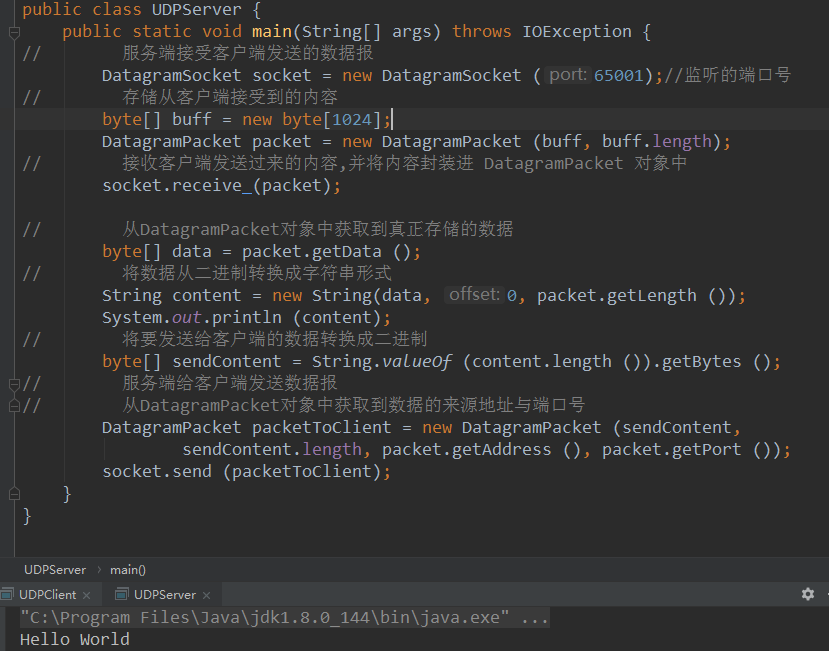 public class UDPServer {
    public static void main(String[] args) throws IOException {
//        服务端接受客户端发送的数据报
        DatagramSocket socket = new DatagramSocket ( port: 65001);//监听的端口号
//        存储从客户端接受到的内容
        byte[] buff = new byte[1024];
        DatagramPacket packet = new DatagramPacket (buff, buff.length);
//        接收客户端发送过来的内容,并将内容封装进 DatagramPacket 对象中
        socket.receive_(packet);
//        从DatagramPacket对象中获取到真正存储的数据
        byte[] data = packet.getData ();
//        将数据从二进制转换成字符串形式
        String content = new String(data, offset: 0, packet.getLength ());
        System.out.println (content);
//        将要发送给客户端的数据转换成二进制
        byte[] sendContent = String.valueOf (content.length ()).getBytes ();
//        服务端给客户端发送数据报
//        从DatagramPacket对象中获取到数据的来源地址与端口号
        DatagramPacket packetToClient = new DatagramPacket (sendContent,
                sendContent.length, packet.getAddress (), packet.getPort ());
        socket.send (packetToClient);
    }
}
UDPServer › main()
UDPClient × UDPServer ×
"C:\Program Files\Java\jdk1.8.0_144\bin\java.exe" ...
Hello World